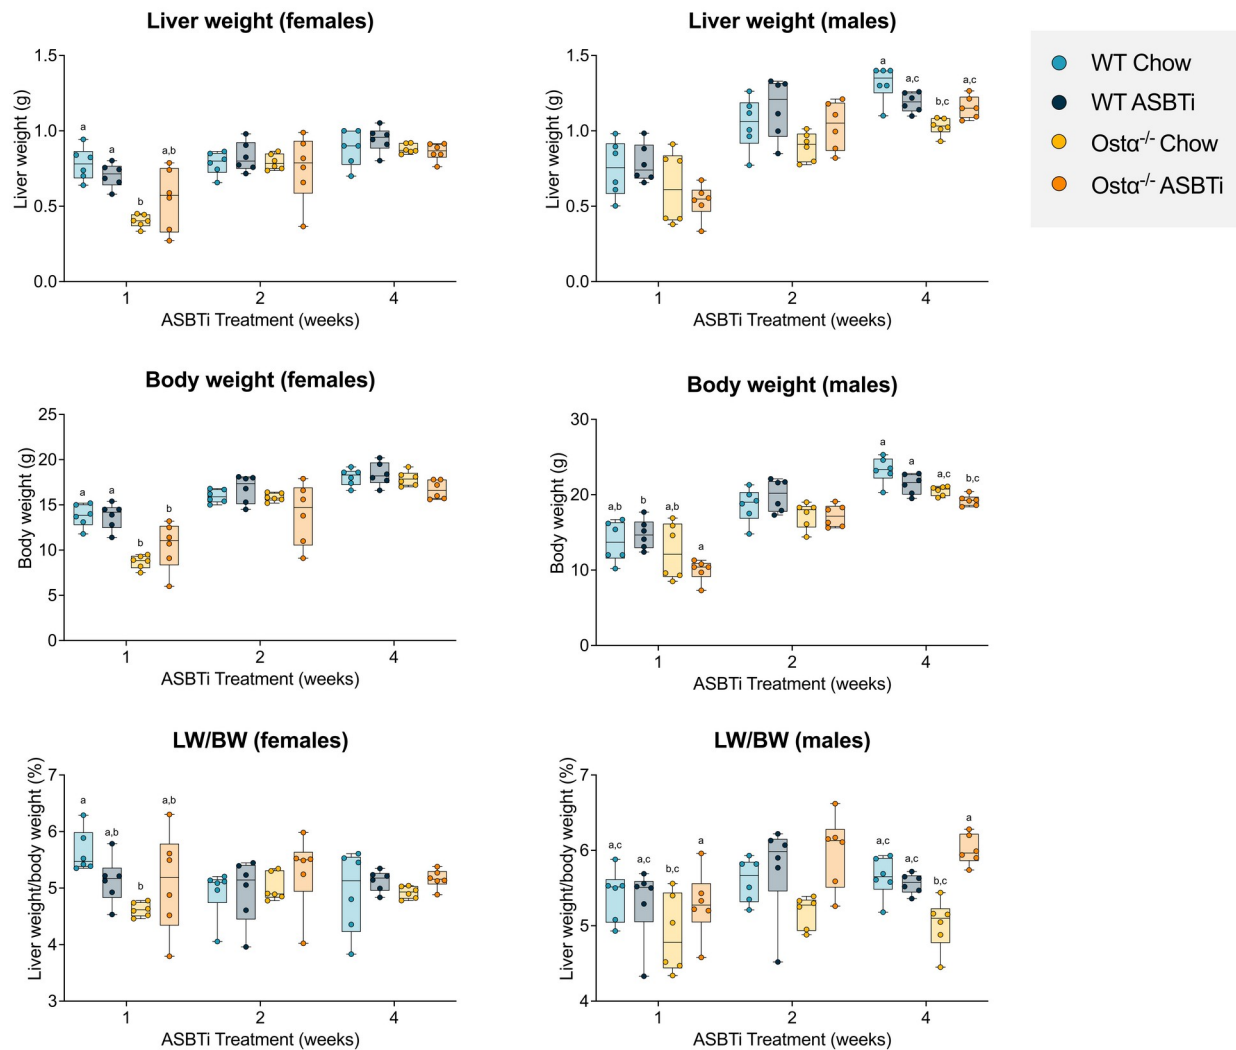 Liver weight (females)
1.5
1.0
0.5
0.0
Liver weight (g)
a
a
b
a,b
1
2
4
ASBTi Treatment (weeks)
Liver weight (males)
1.5
1.0
0.5
0.0
Liver weight (g)
a
a,c
b,c
a,c
1
2
4
ASBTi Treatment (weeks)
WT Chow
WT ASBTi
Ostα⁻/⁻ Chow
Ostα⁻/⁻ ASBTi
Body weight (females)
25
20
15
10
5
0
Body weight (g)
a
a
b
b
1
2
4
ASBTi Treatment (weeks)
Body weight (males)
30
20
10
0
Body weight (g)
a,b
b
a,b
a
a
a
a,c
b,c
1
2
4
ASBTi Treatment (weeks)
LW/BW (females)
7
6
5
4
3
Liver weight/body weight (%)
a
a,b
b
a,b
1
2
4
ASBTi Treatment (weeks)
LW/BW (males)
7
6
5
4
Liver weight/body weight (%)
a,c
a,c
b,c
a
a,c
a,c
b,c
a
1
2
4
ASBTi Treatment (weeks)